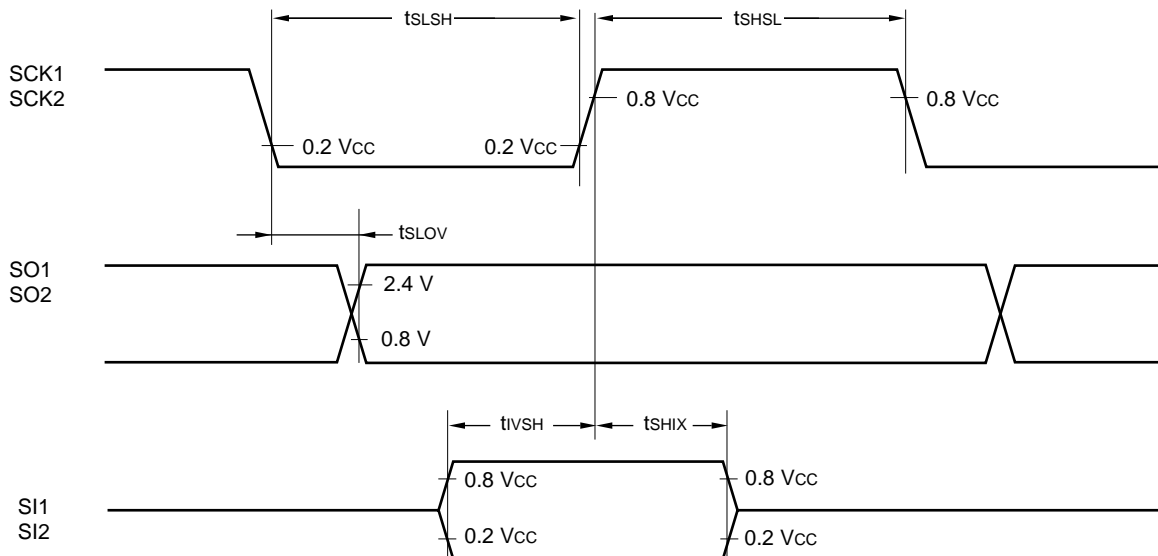 tSLSH tSHSL
SCK1
SCK2
0.8 VCC 0.8 VCC
0.2 VCC 0.2 VCC
tSLOV
SO1
SO2
2.4 V
0.8 V
tIVSH tSHIX
0.8 VCC 0.8 VCC
SI1
SI2
0.2 VCC 0.2 VCC